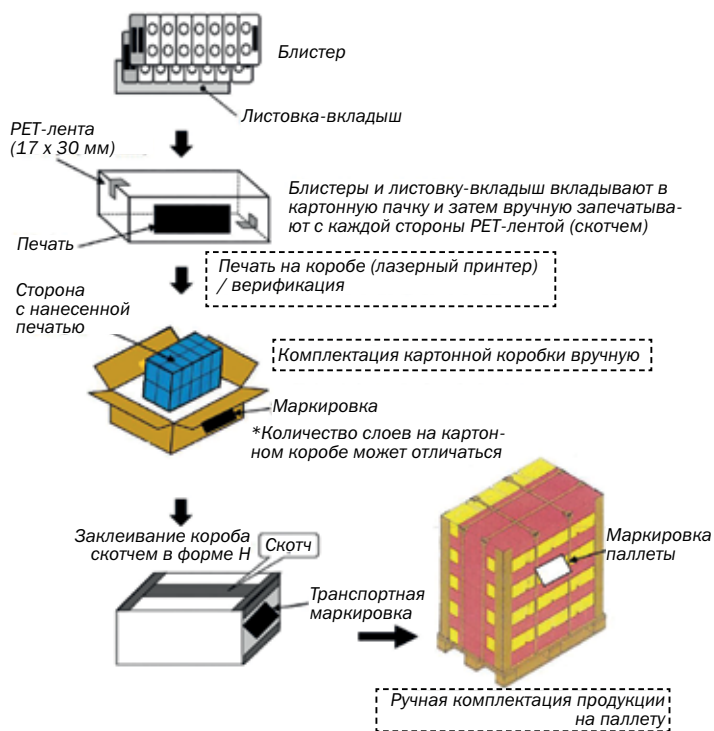 Блистер
Листовка-вкладыш
PET-лента
(17 x 30 мм)
Блистеры и листовку-вкладыш вкладывают в
картонную пачку и затем вручную запечатыва-
ют с каждой стороны PET-лентой (скотчем)
Печать
Печать на коробе (лазерный принтер)
/ верификация
Сторона
с нанесенной
печатью
Комплектация картонной коробки вручную
Маркировка
*Количество слоев на картон-
ном коробе может отличаться
Заклеивание короба
скотчем в форме H
Скотч
Транспортная
маркировка
Маркировка
паллеты
Ручная комплектация продукции
на паллету